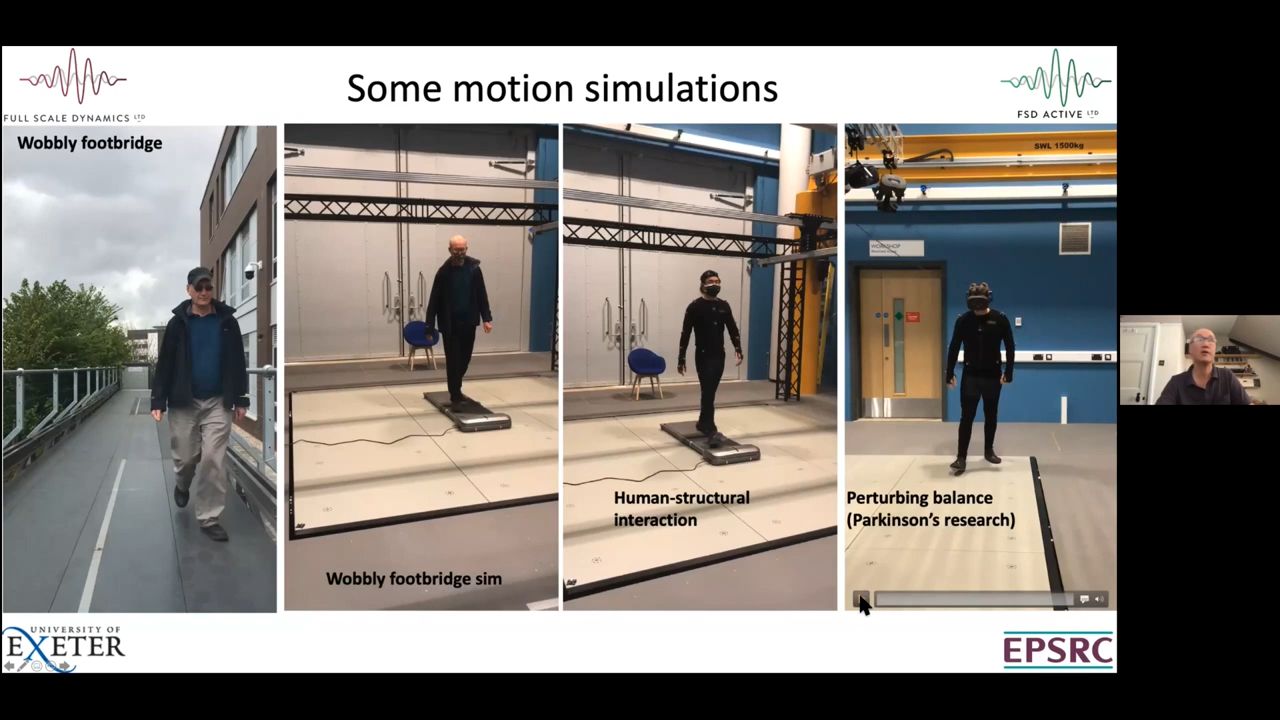 Some motion simulations
FULL SCALE DYNAMICS LTD
FSD ACTIVE LTD
Wobbly footbridge
SWL 1500kg
WORKSHOP
Human-structural
interaction
Perturbing balance
(Parkinson's research)
Wobbly footbridge sim
UNIVERSITY OF
EXETER
EPSRC